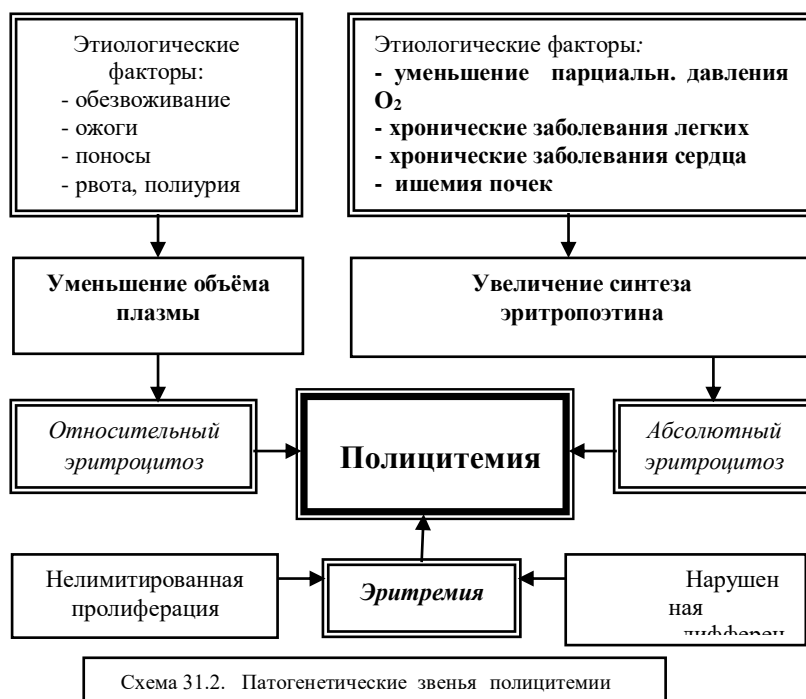 Этиологические
факторы:
- обезвоживание
- ожоги
- поносы
- рвота, полиурия
Этиологические факторы:
- уменьшение парциальн. давления
О₂
- хронические заболевания легких
- хронические заболевания сердца
- ишемия почек
Уменьшение объёма
плазмы
Увеличение синтеза
эритропоэтина
Относительный
эритроцитоз
Полицитемия
Абсолютный
эритроцитоз
Нелимитированная
пролиферация
Эритремия
Нарушен
ная
Схема 31.2. Патогенетические звенья полицитемии